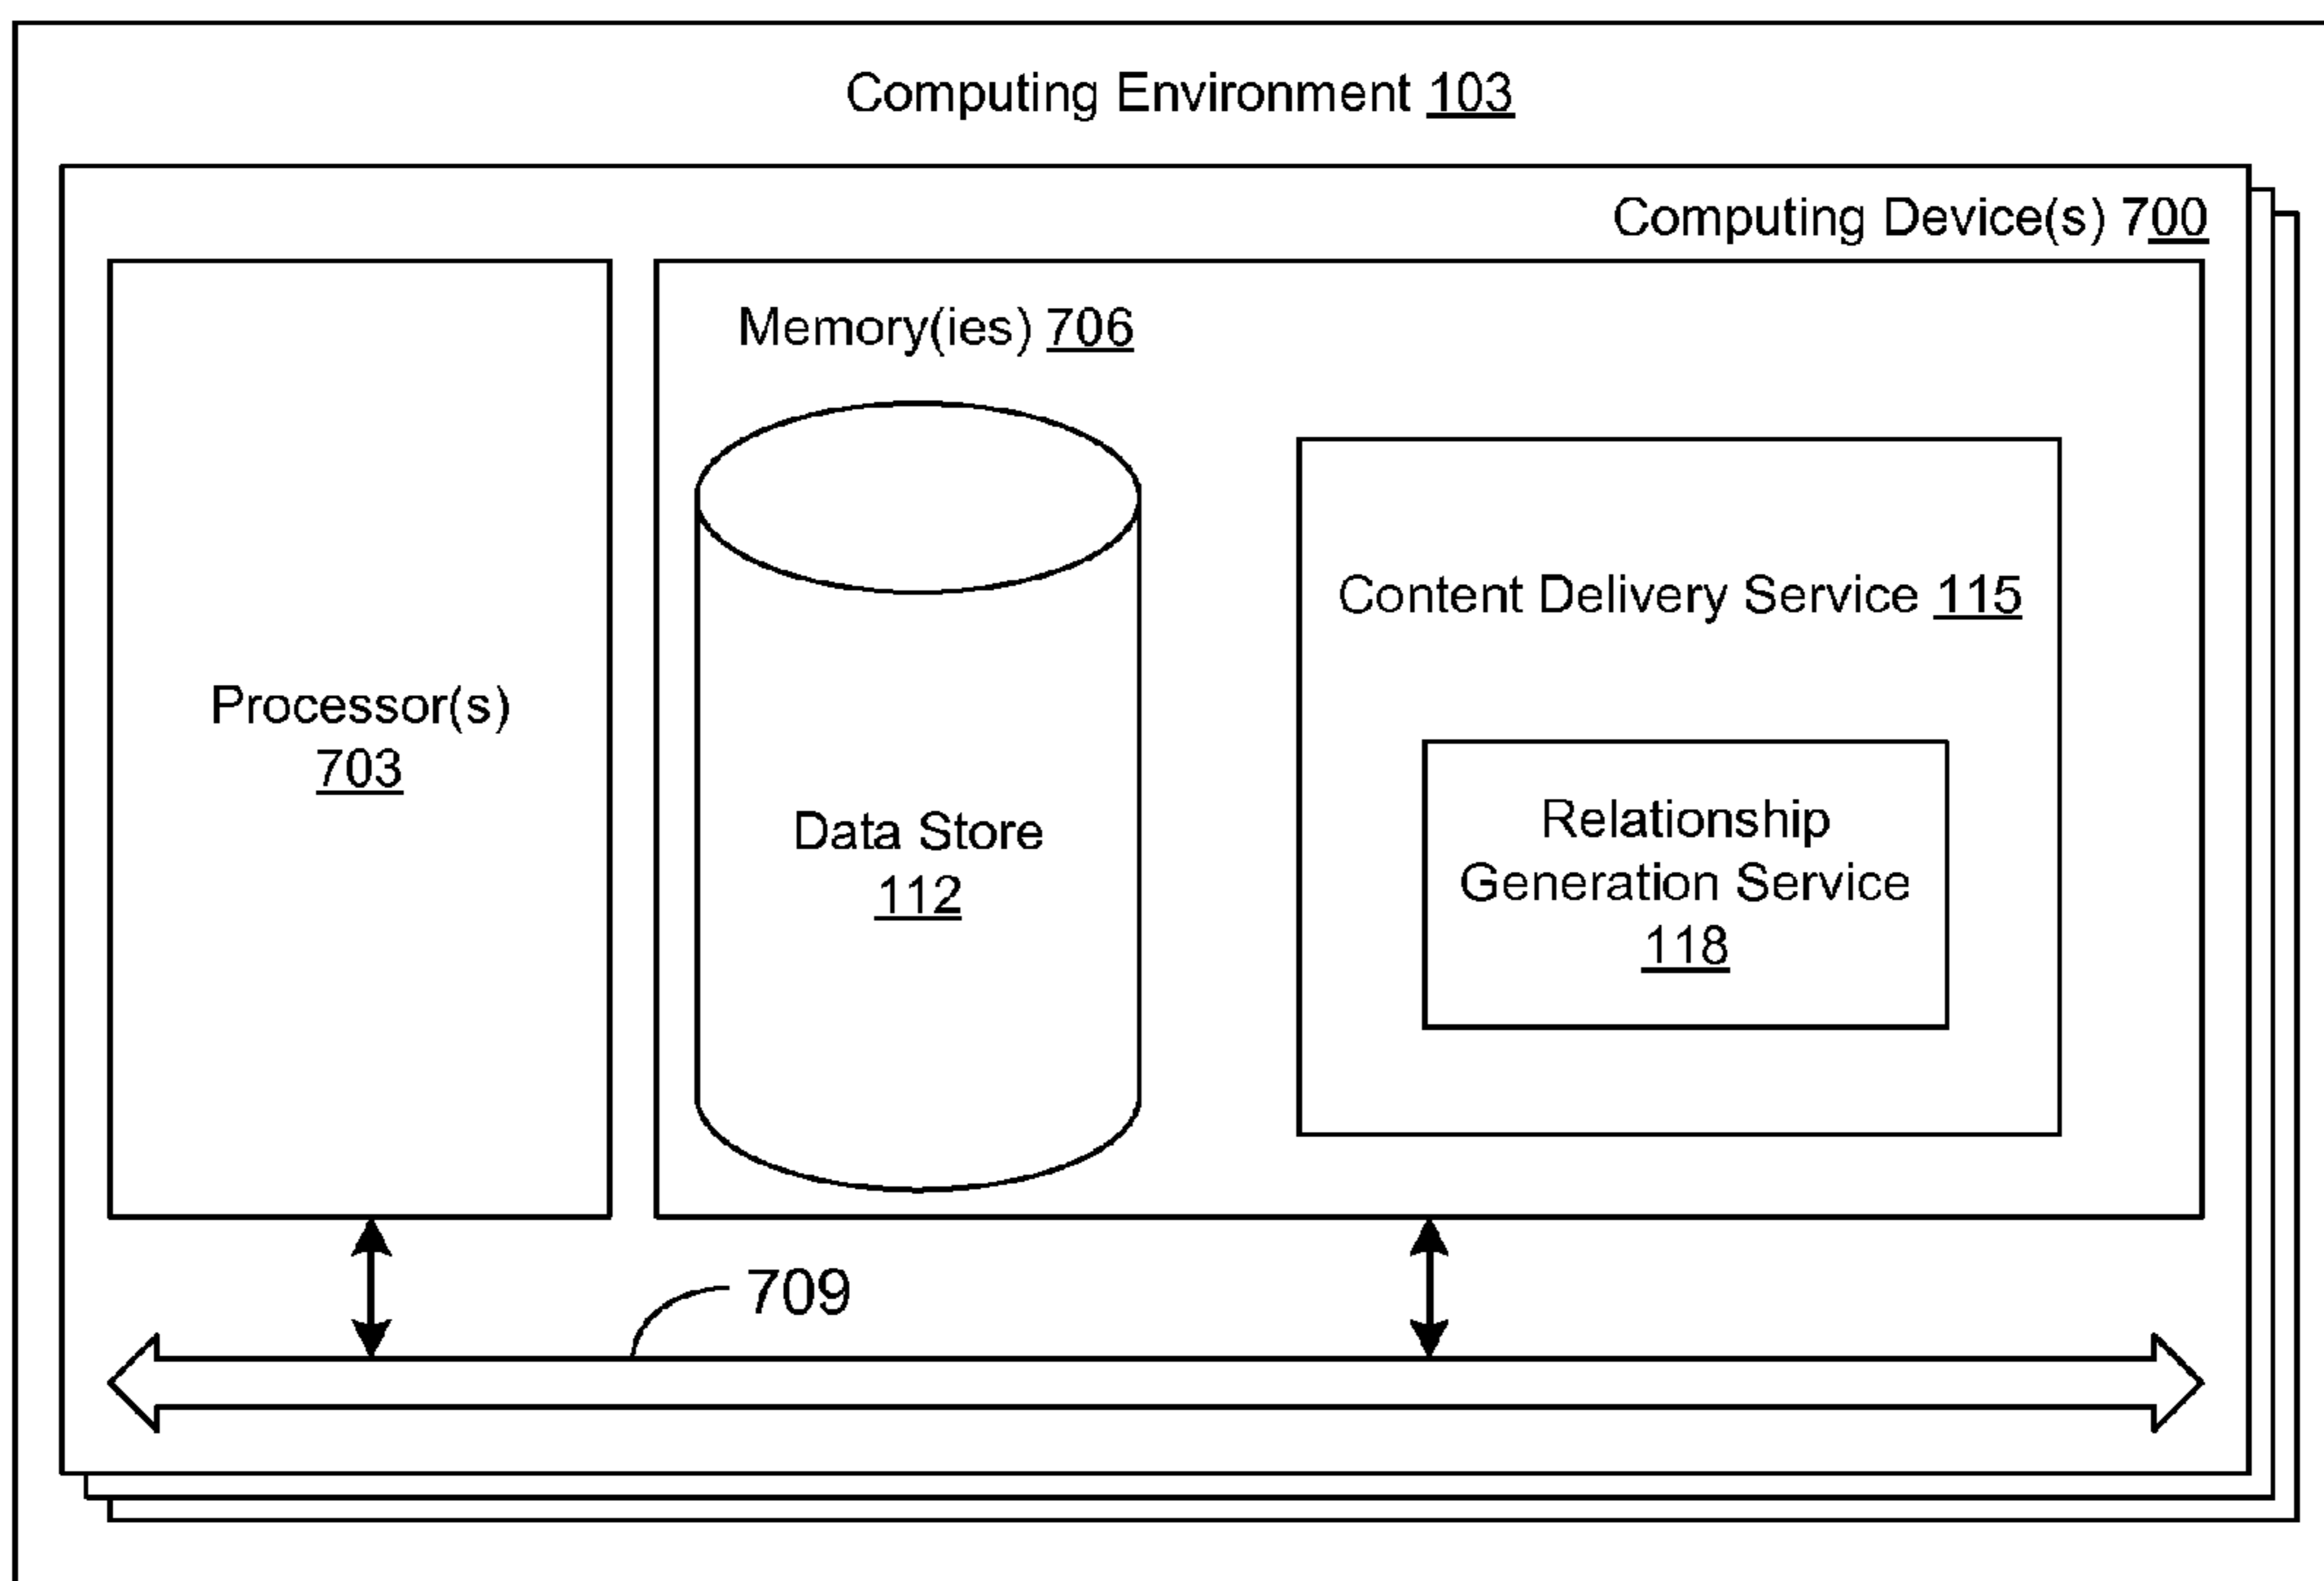 Computing Environment 103
Computing Device(s) 700
Memory(ies) 706
Content Delivery Service 115
Processor(s)
703
Data Store
112
Relationship
Generation Service
118
709